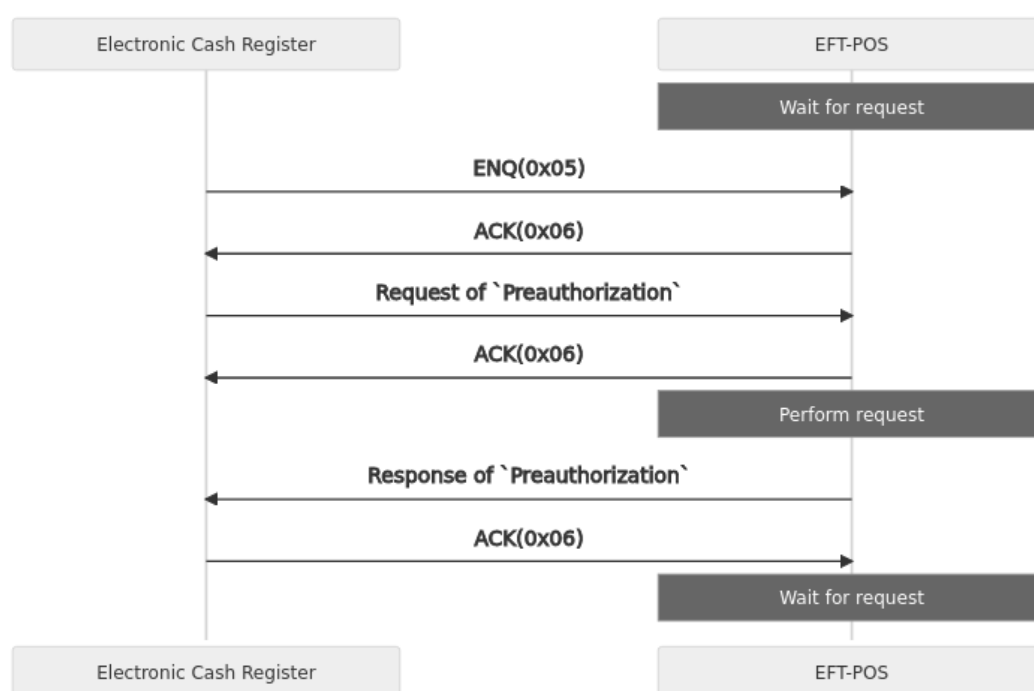 Electronic Cash Register
EFT-POS
Wait for request
ENQ(0x05)
ACK(0x06)
Request of `Preauthorization`
ACK(0x06)
Perform request
Response of `Preauthorization`
ACK(0x06)
Wait for request
Electronic Cash Register
EFT-POS